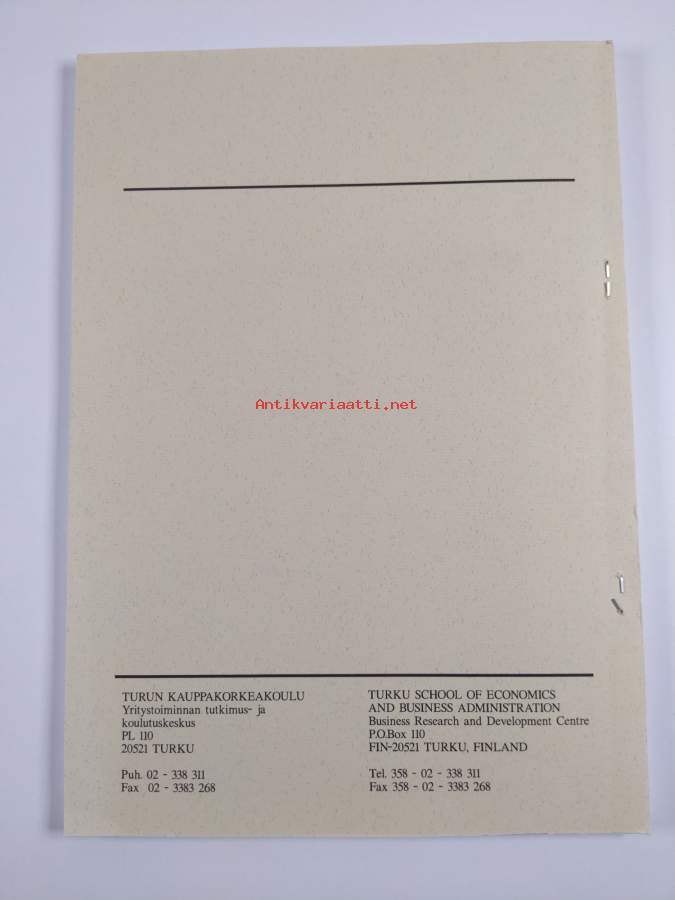 Antikvariaatti.net
TURUN KAUPPAKORKEAKOULU
Yritystoiminnan tutkimus- ja
koulutuskeskus
PL 110
20521 TURKU
Puh. 02 - 338 311
Fax 02 - 3383 268
TURKU SCHOOL OF ECONOMICS
AND BUSINESS ADMINISTRATION
Business Research and Development Centre
P.O.Box 110
FIN-20521 TURKU, FINLAND
Tel. 358 - 02 - 338 311
Fax 358 - 02 - 3383 268